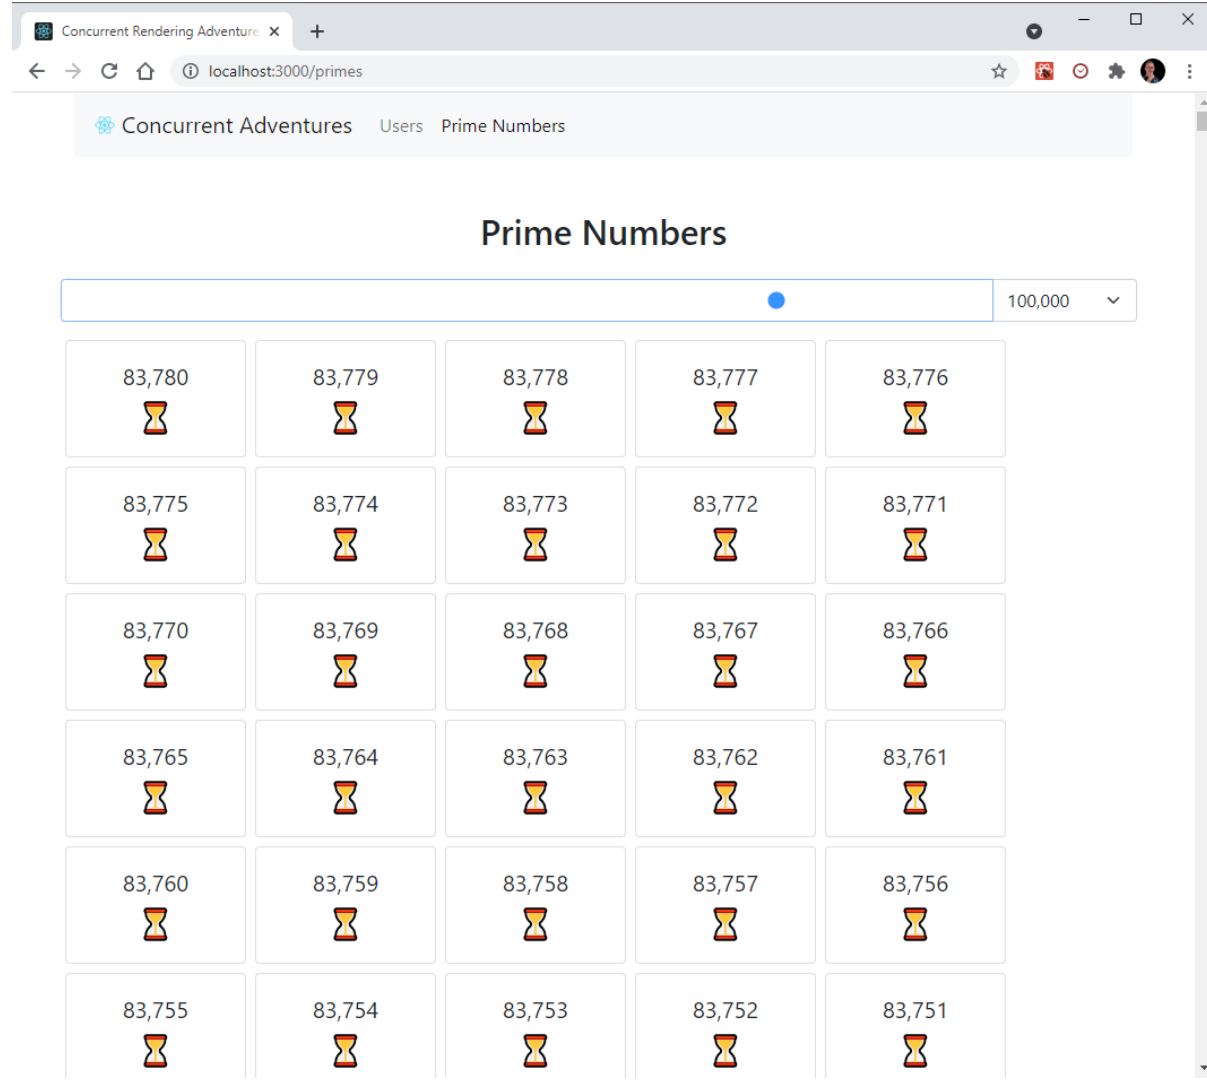 Concurrent Rendering Adventure
localhost:3000/primes
Concurrent Adventures Users Prime Numbers
Prime Numbers
100,000
83,780 83,779 83,778 83,777 83,776
83,775 83,774 83,773 83,772 83,771
83,770 83,769 83,768 83,767 83,766
83,765 83,764 83,763 83,762 83,761
83,760 83,759 83,758 83,757 83,756
83,755 83,754 83,753 83,752 83,751